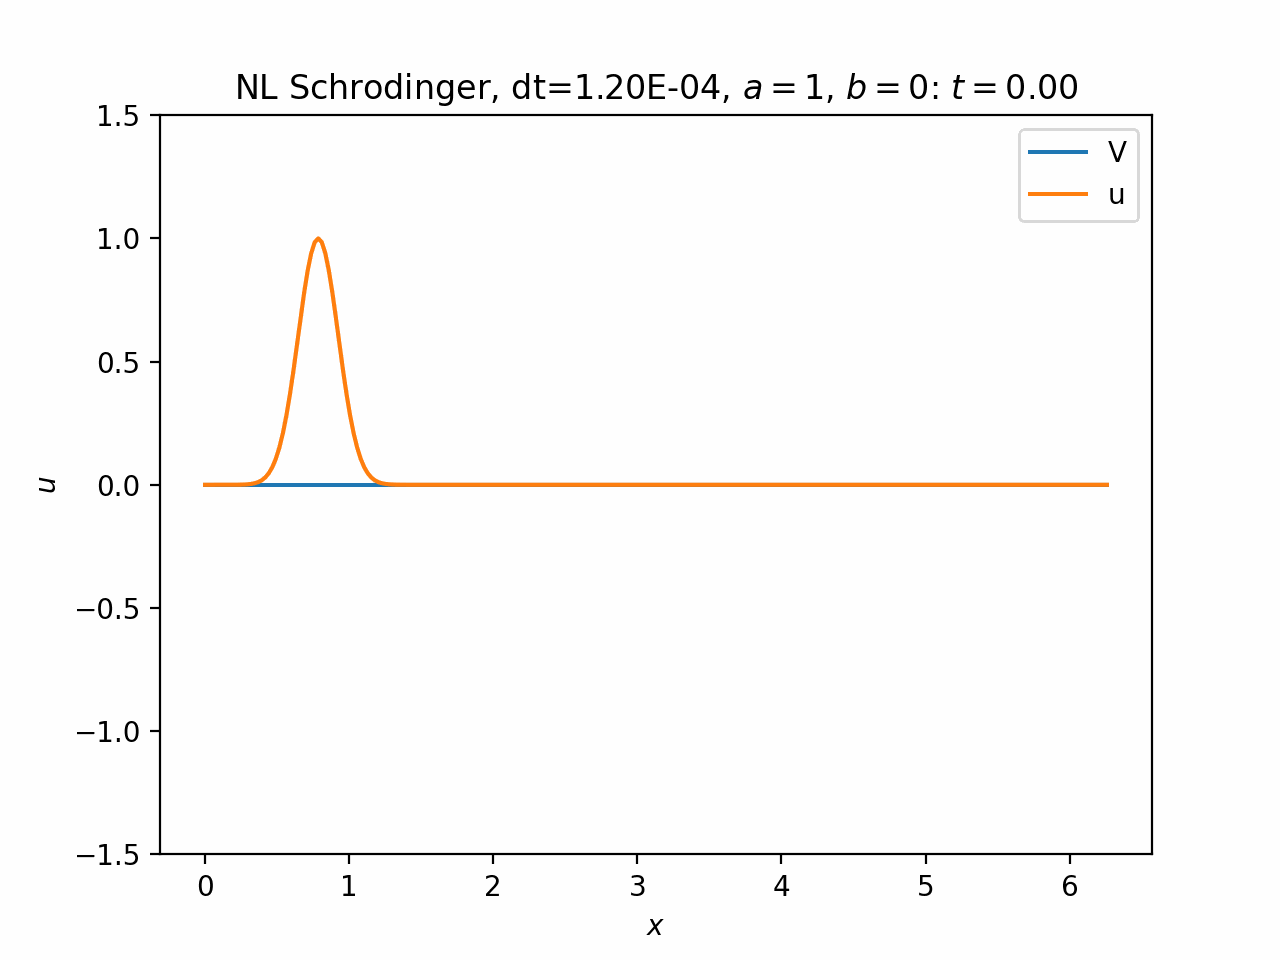 NL Schrodinger, dt=1.20E-04, a = 1, b = 0: t = 0.00
1.5
1.0
0.5
0.0
−0.5
−1.0
−1.5
u
V
u
0 1 2 3 4 5 6
x